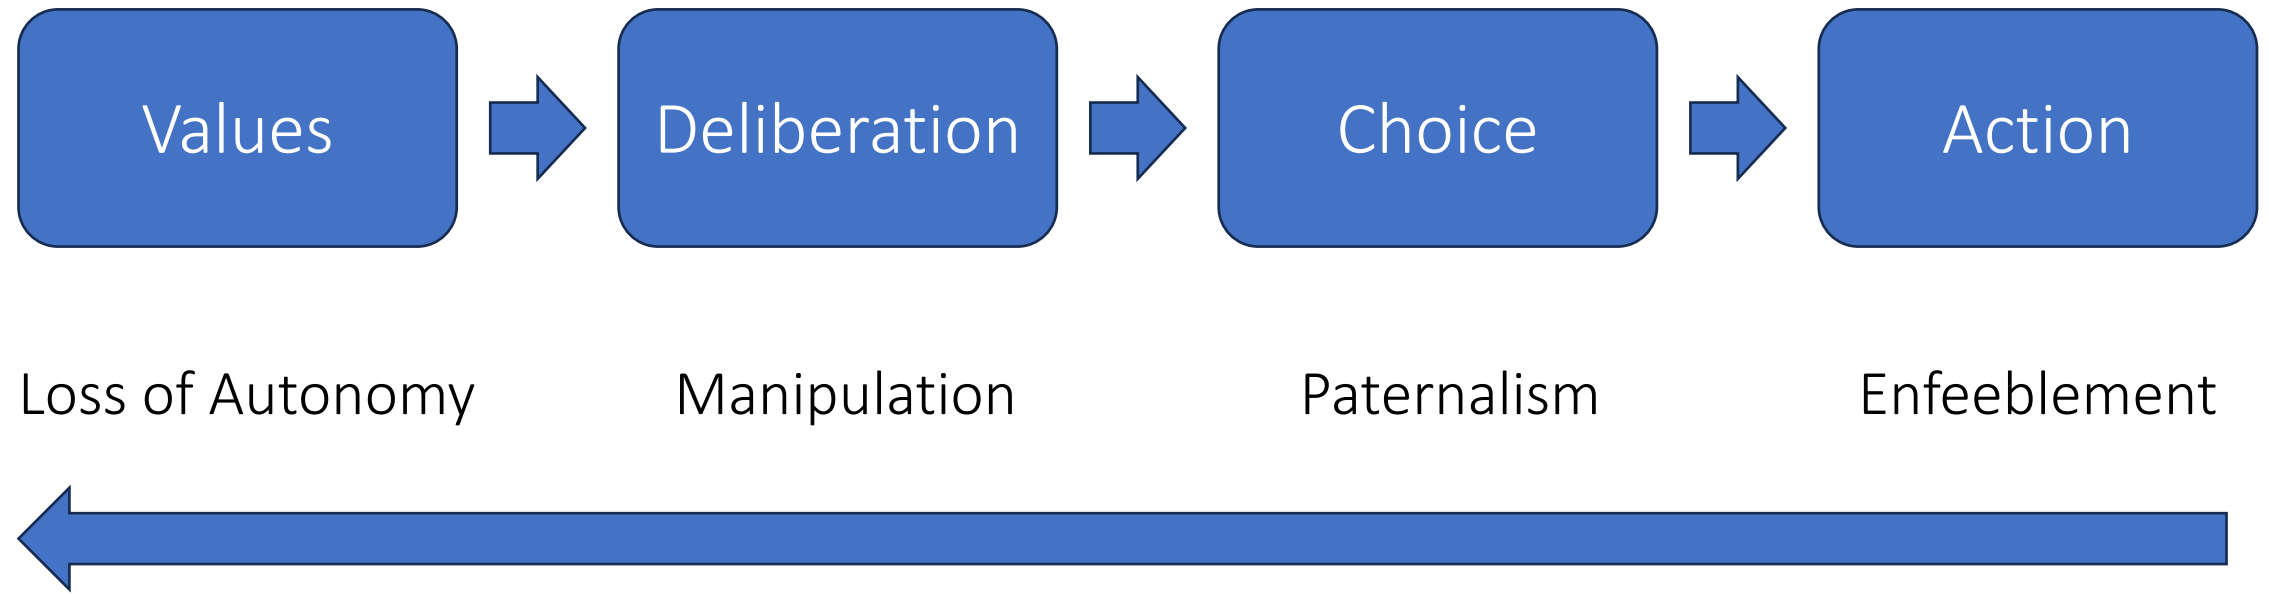 Values Deliberation Choice Action
Loss of Autonomy Manipulation Paternalism Enfeeblement